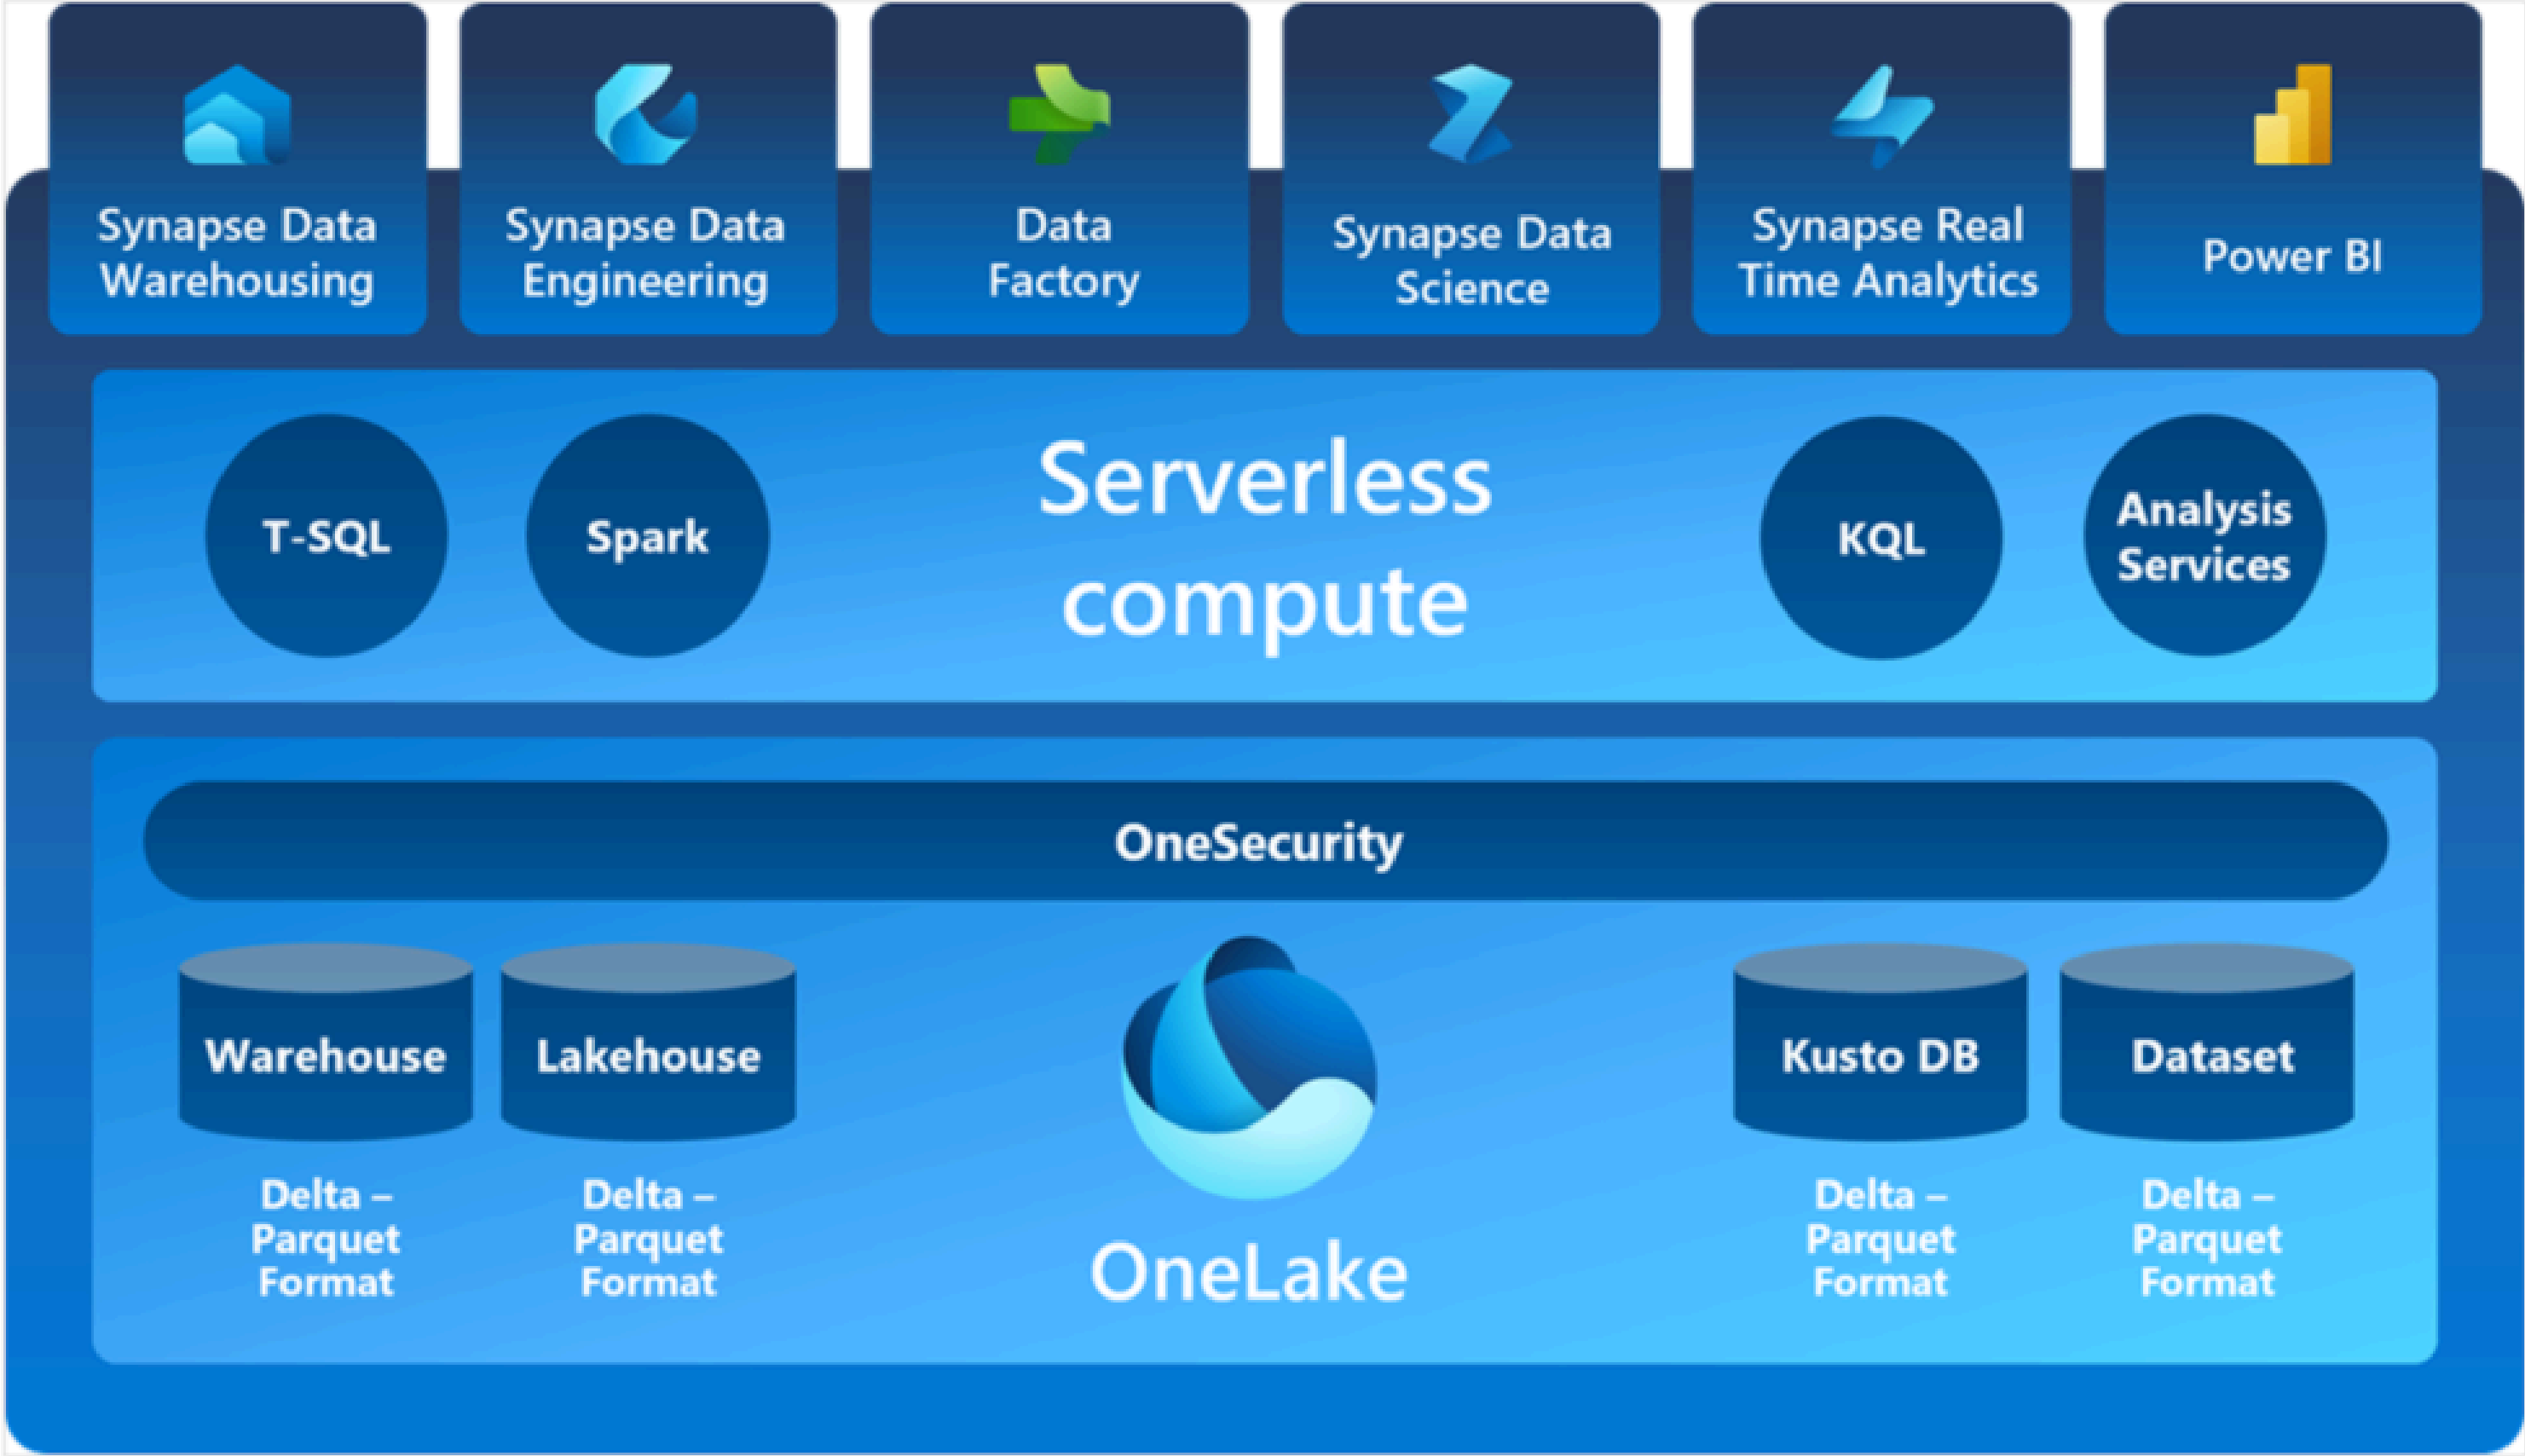 Synapse Data
Warehousing
Synapse Data
Engineering
Data
Factory
Synapse Data
Science
Synapse Real
Time Analytics
Power BI
T-SQL
Spark
Serverless
compute
KQL
Analysis
Services
OneSecurity
Warehouse
Delta –
Parquet
Format
Lakehouse
Delta –
Parquet
Format
OneLake
Kusto DB
Delta –
Parquet
Format
Dataset
Delta –
Parquet
Format